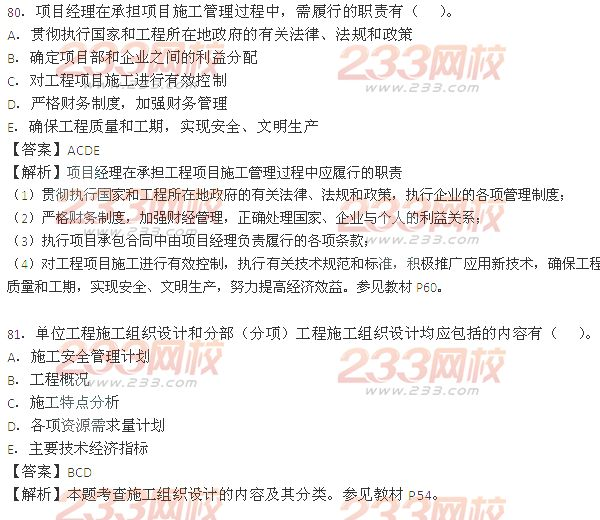 80. 项目经理在承担项目施工管理过程中，需履行的职责有（　）。
A. 贯彻执行国家和工程所在地政府的有关法律、法规和政策
B. 确定项目部和企业之间的利益分配
C. 对工程项目施工进行有效控制
D. 严格财务制度，加强财务管理
E. 确保工程质量和工期，实现安全、文明生产
【答案】ACDE
【解析】项目经理在承担工程项目施工管理过程中应履行的职责
（1）贯彻执行国家和工程所在地政府的有关法律、法规和政策，执行企业的各项管理制度；
（2）严格财务制度，加强财经管理，正确处理国家、企业与个人的利益关系；
（3）执行项目承包合同中由项目经理负责履行的各项条款；
（4）对工程项目施工进行有效控制，执行有关技术规范和标准，积极推广应用新技术，确保工程
质量和工期，实现安全、文明生产，努力提高经济效益。参见教材 P60。
81. 单位工程施工组织设计和分部（分项）工程施工组织设计均应包括的内容有（　）。
A. 施工安全管理计划
B. 工程概况
C. 施工特点分析
D. 各项资源需求量计划
E. 主要技术经济指标
【答案】BCD
【解析】本题考查施工组织设计的内容及其分类。参见教材 P54。
233网校
www.233.com